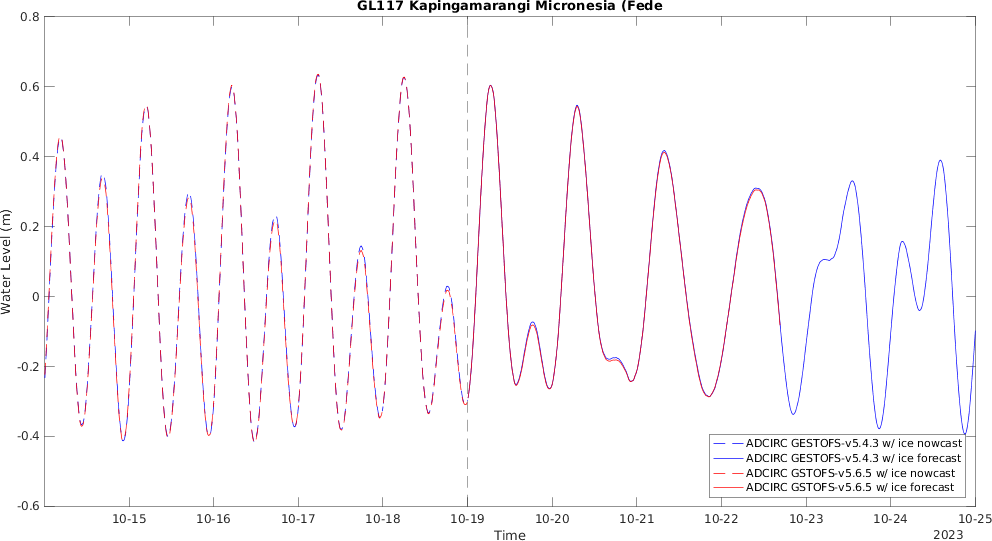 GL117 Kapingamarangi Micronesia (Fede
0.8
0.6
0.4
0.2
0
-0.2
-0.4
-0.6
Water Level (m)
ADCIRC GESTOFS-v5.4.3 w/ ice nowcast
ADCIRC GESTOFS-v5.4.3 w/ ice forecast
ADCIRC GSTOFS-v5.6.5 w/ ice nowcast
ADCIRC GSTOFS-v5.6.5 w/ ice forecast
10-15 10-16 10-17 10-18 10-19 10-20 10-21 10-22 10-23 10-24 10-25
Time
2023